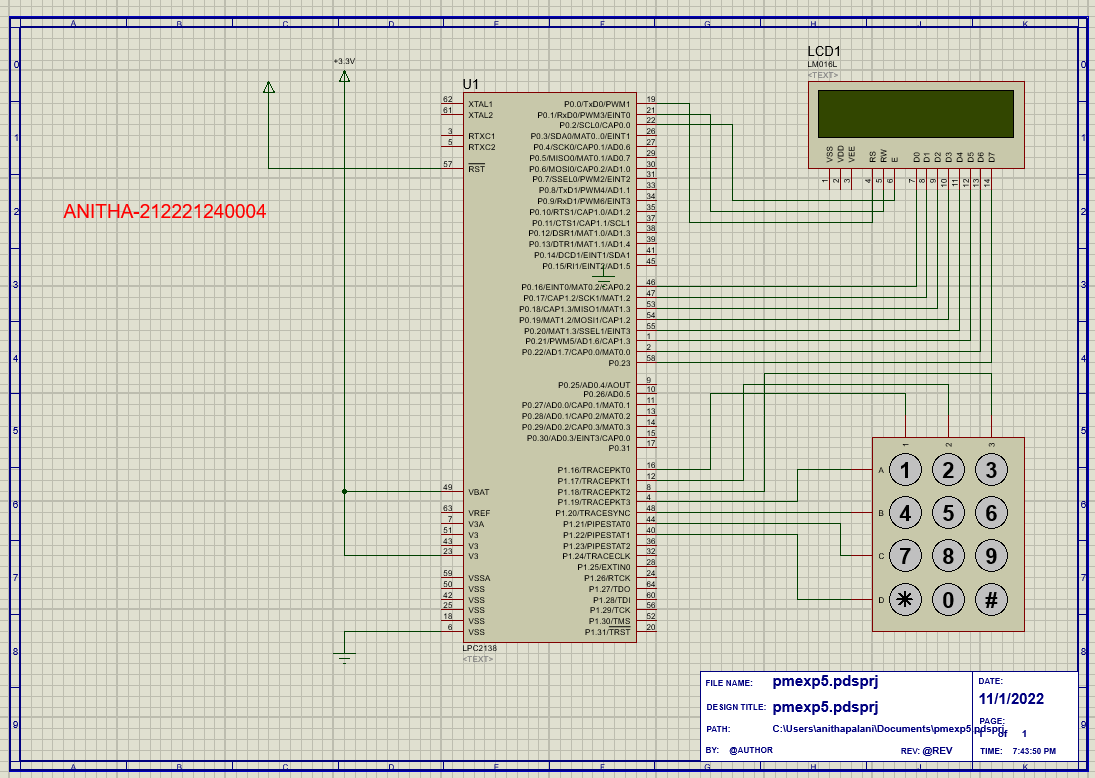 A B C D E F G H J K
+3.3V
LCD1
LM016L
<TEXT>
U1
VSS VDD VEE RS RW E D0 D1 D2 D3 D4 D5 D6 D7
1 2 3 4 5 6 7 8 9 10 11 12 13 14
62 XTAL1 P0.0/TxD0/PWM1 19
61 XTAL2 P0.1/RxD0/PWM3/EINT0 21
P0.2/SCL0/CAP0.0 22
3 RTXC1 P0.3/SDA0/MAT0..0/EINT1 26
5 RTXC2 P0.4/SCK0/CAP0.1/AD0.6 27
P0.5/MISO0/MAT0.1/AD0.7 29
57 RST P0.6/MOSI0/CAP0.2/AD1.0 30
P0.7/SSEL0/PWM2/EINT2 31
P0.8/TxD1/PWM4/AD1.1 33
P0.9/RxD1/PWM6/EINT3 34
P0.10/RTS1/CAP1.0/AD1.2 35
P0.11/CTS1/CAP1.1/SCL1 37
P0.12/DSR1/MAT1.0/AD1.3 38
P0.13/DTR1/MAT1.1/AD1.4 39
P0.14/DCD1/EINT1/SDA1 41
P0.15/RI1/EINT2/AD1.5 45
ANITHA-212221240004
P0.16/EINT0/MAT0.2/CAP0.2 46
P0.17/CAP1.2/SCK1/MAT1.2 47
P0.18/CAP1.3/MISO1/MAT1.3 53
P0.19/MAT1.2/MOSI1/CAP1.2 54
P0.20/MAT1.3/SSEL1/EINT3 55
P0.21/PWM5/AD1.6/CAP1.3 1
P0.22/AD1.7/CAP0.0/MAT0.0 2
P0.23 58
P0.25/AD0.4/AOUT 9
P0.26/AD0.5 10
P0.27/AD0.0/CAP0.1/MAT0.1 11
P0.28/AD0.1/CAP0.2/MAT0.2 13
P0.29/AD0.2/CAP0.3/MAT0.3 14
P0.30/AD0.3/EINT3/CAP0.0 15
P0.31 17
P1.16/TRACEPKT0 16
P1.17/TRACEPKT1 12
49 VBAT P1.18/TRACEPKT2 8
P1.19/TRACEPKT3 4
63 VREF P1.20/TRACESYNC 48
7 V3A P1.21/PIPESTAT0 44
51 V3 P1.22/PIPESTAT1 40
43 V3 P1.23/PIPESTAT2 36
23 V3 P1.24/TRACECLK 32
P1.25/EXTIN0 28
59 VSSA P1.26/RTCK 24
50 VSS P1.27/TDO 64
42 VSS P1.28/TDI 60
25 VSS P1.29/TCK 56
18 VSS P1.30/TMS 52
6 VSS P1.31/TRST 20
LPC2138
<TEXT>
1 2 3
A 1 2 3
B 4 5 6
C 7 8 9
D * 0 #
0 1 2 3 4 5 6 7 8 9
0 1 2 3 4 5 6 7 8 9
FILE NAME: pmexp5.pdsprj
DESIGN TITLE: pmexp5.pdsprj
PATH: C:\Users\anithapalani\Documents\pmexp5.pdsprj
BY: @AUTHOR REV: @REV
DATE:
11/1/2022
PAGE:
1 of 1
TIME: 7:43:50 PM
A B C D E F G H J K